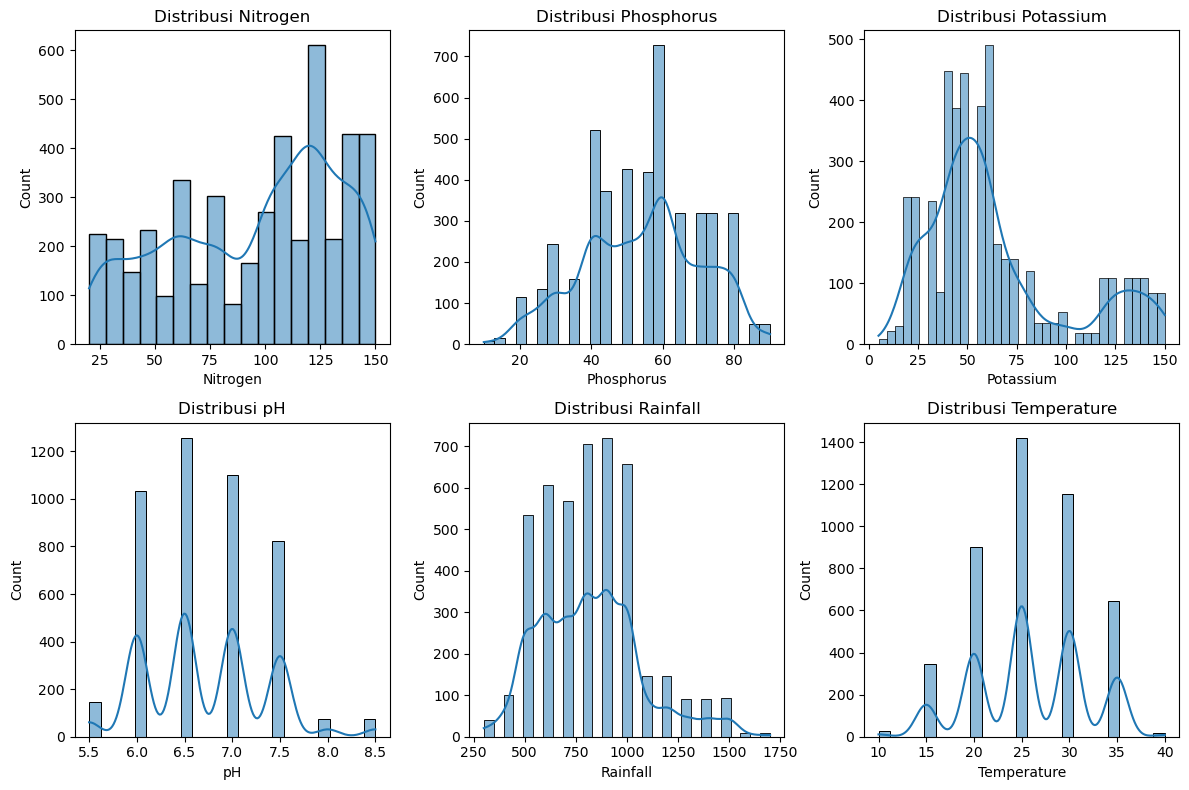 Distribusi Nitrogen
Count
600
500
400
300
200
100
0
25 50 75 100 125 150
Nitrogen
Distribusi Phosphorus
Count
700
600
500
400
300
200
100
0
20 40 60 80
Phosphorus
Distribusi Potassium
Count
500
400
300
200
100
0
0 25 50 75 100 125 150
Potassium
Distribusi pH
Count
1200
1000
800
600
400
200
0
5.5 6.0 6.5 7.0 7.5 8.0 8.5
pH
Distribusi Rainfall
Count
700
600
500
400
300
200
100
0
250 500 750 1000 1250 1500 1750
Rainfall
Distribusi Temperature
Count
1400
1200
1000
800
600
400
200
0
10 15 20 25 30 35 40
Temperature